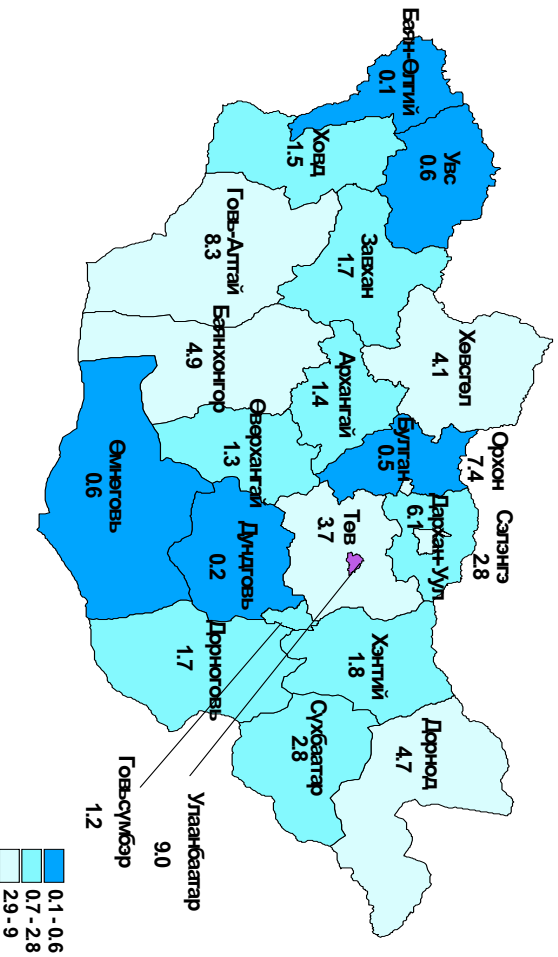 Баян-Өлгий
0.1
Увс
0.6
Ховд
1.5
Говь-Алтай
8.3
Завхан
1.7
Хөвсгөл
4.1
Баянхонгор
4.9
Архангай
1.4
Өвөрхангай
1.3
Булган
0.5
Орхон
7.4
Сэлэнгэ
2.8
Дархан-Уул
6.1
Төв
3.7
Өмнөговь
0.6
Дундговь
0.2
Дорноговь
1.7
Хэнтий
1.8
Сүхбаатар
2.8
Дорнод
4.7
Улаанбаатар
9.0
Говьсүмбэр
1.2
0.1 - 0.6
0.7 - 2.8
2.9 - 9